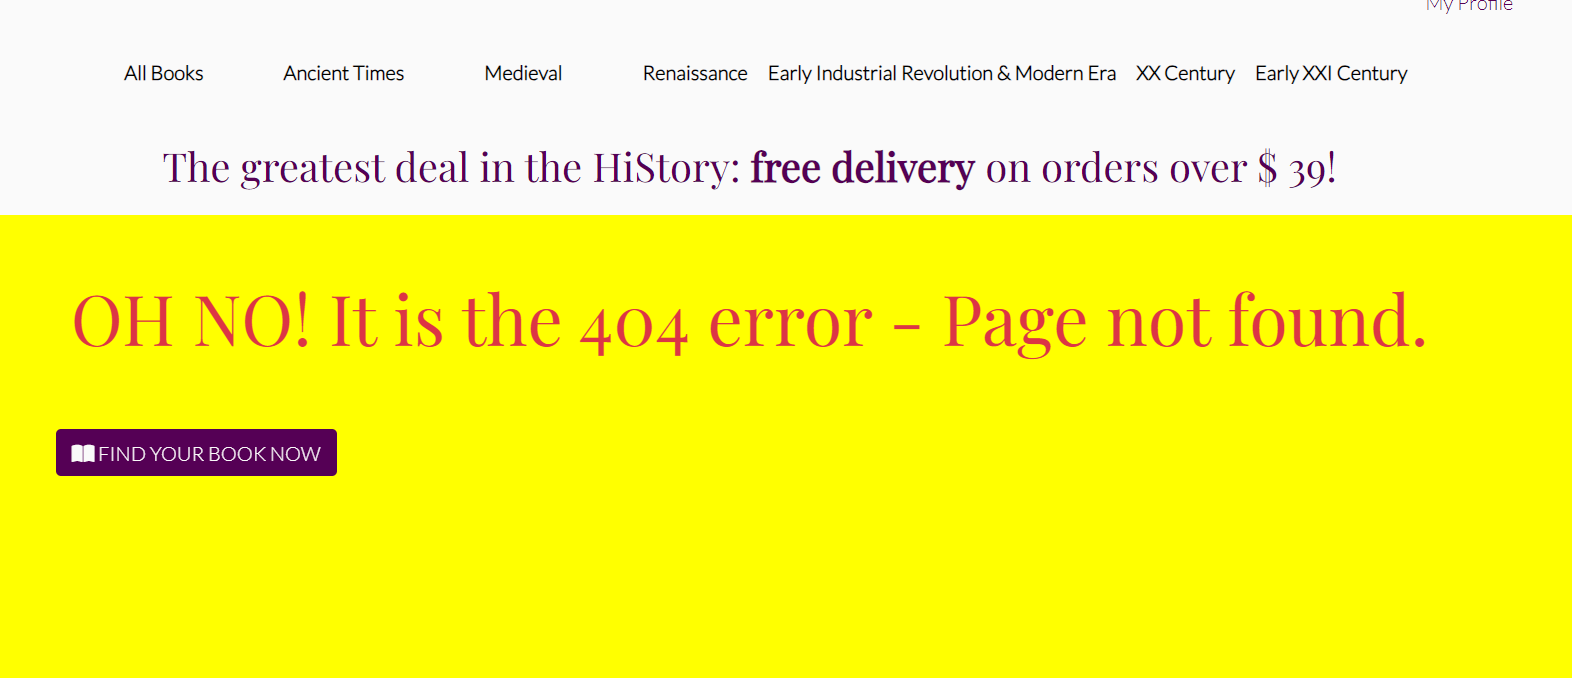 My Profile
All Books Ancient Times Medieval Renaissance Early Industrial Revolution & Modern Era XX Century Early XXI Century
The greatest deal in the HiStory: free delivery on orders over $ 39!
OH NO! It is the 404 error - Page not found.
FIND YOUR BOOK NOW